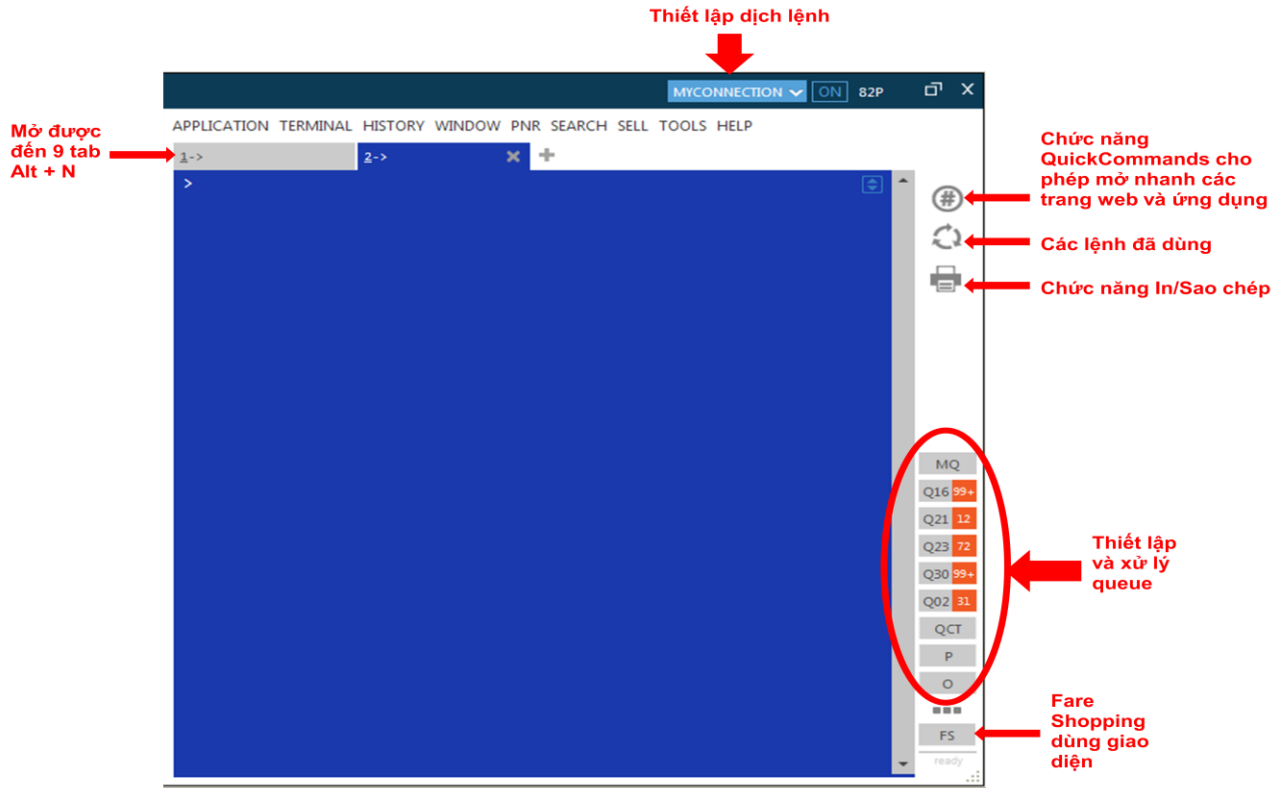 Thiết lập dịch lệnh
MYCONNECTION ON 82P
APPLICATION TERMINAL HISTORY WINDOW PNR SEARCH SELL TOOLS HELP
Mở được
đến 9 tab
Alt + N
1-> 2->
>
Chức năng
QuickCommands cho
phép mở nhanh các
trang web và ứng dụng
#
Các lệnh đã dùng
Chức năng In/Sao chép
MQ
Q16 99+
Q21 12
Q23 72
Q30 99+
Q02 31
QCT
P
O
Thiết lập
và xử lý
queue
FS
ready
Fare
Shopping
dùng giao
diện